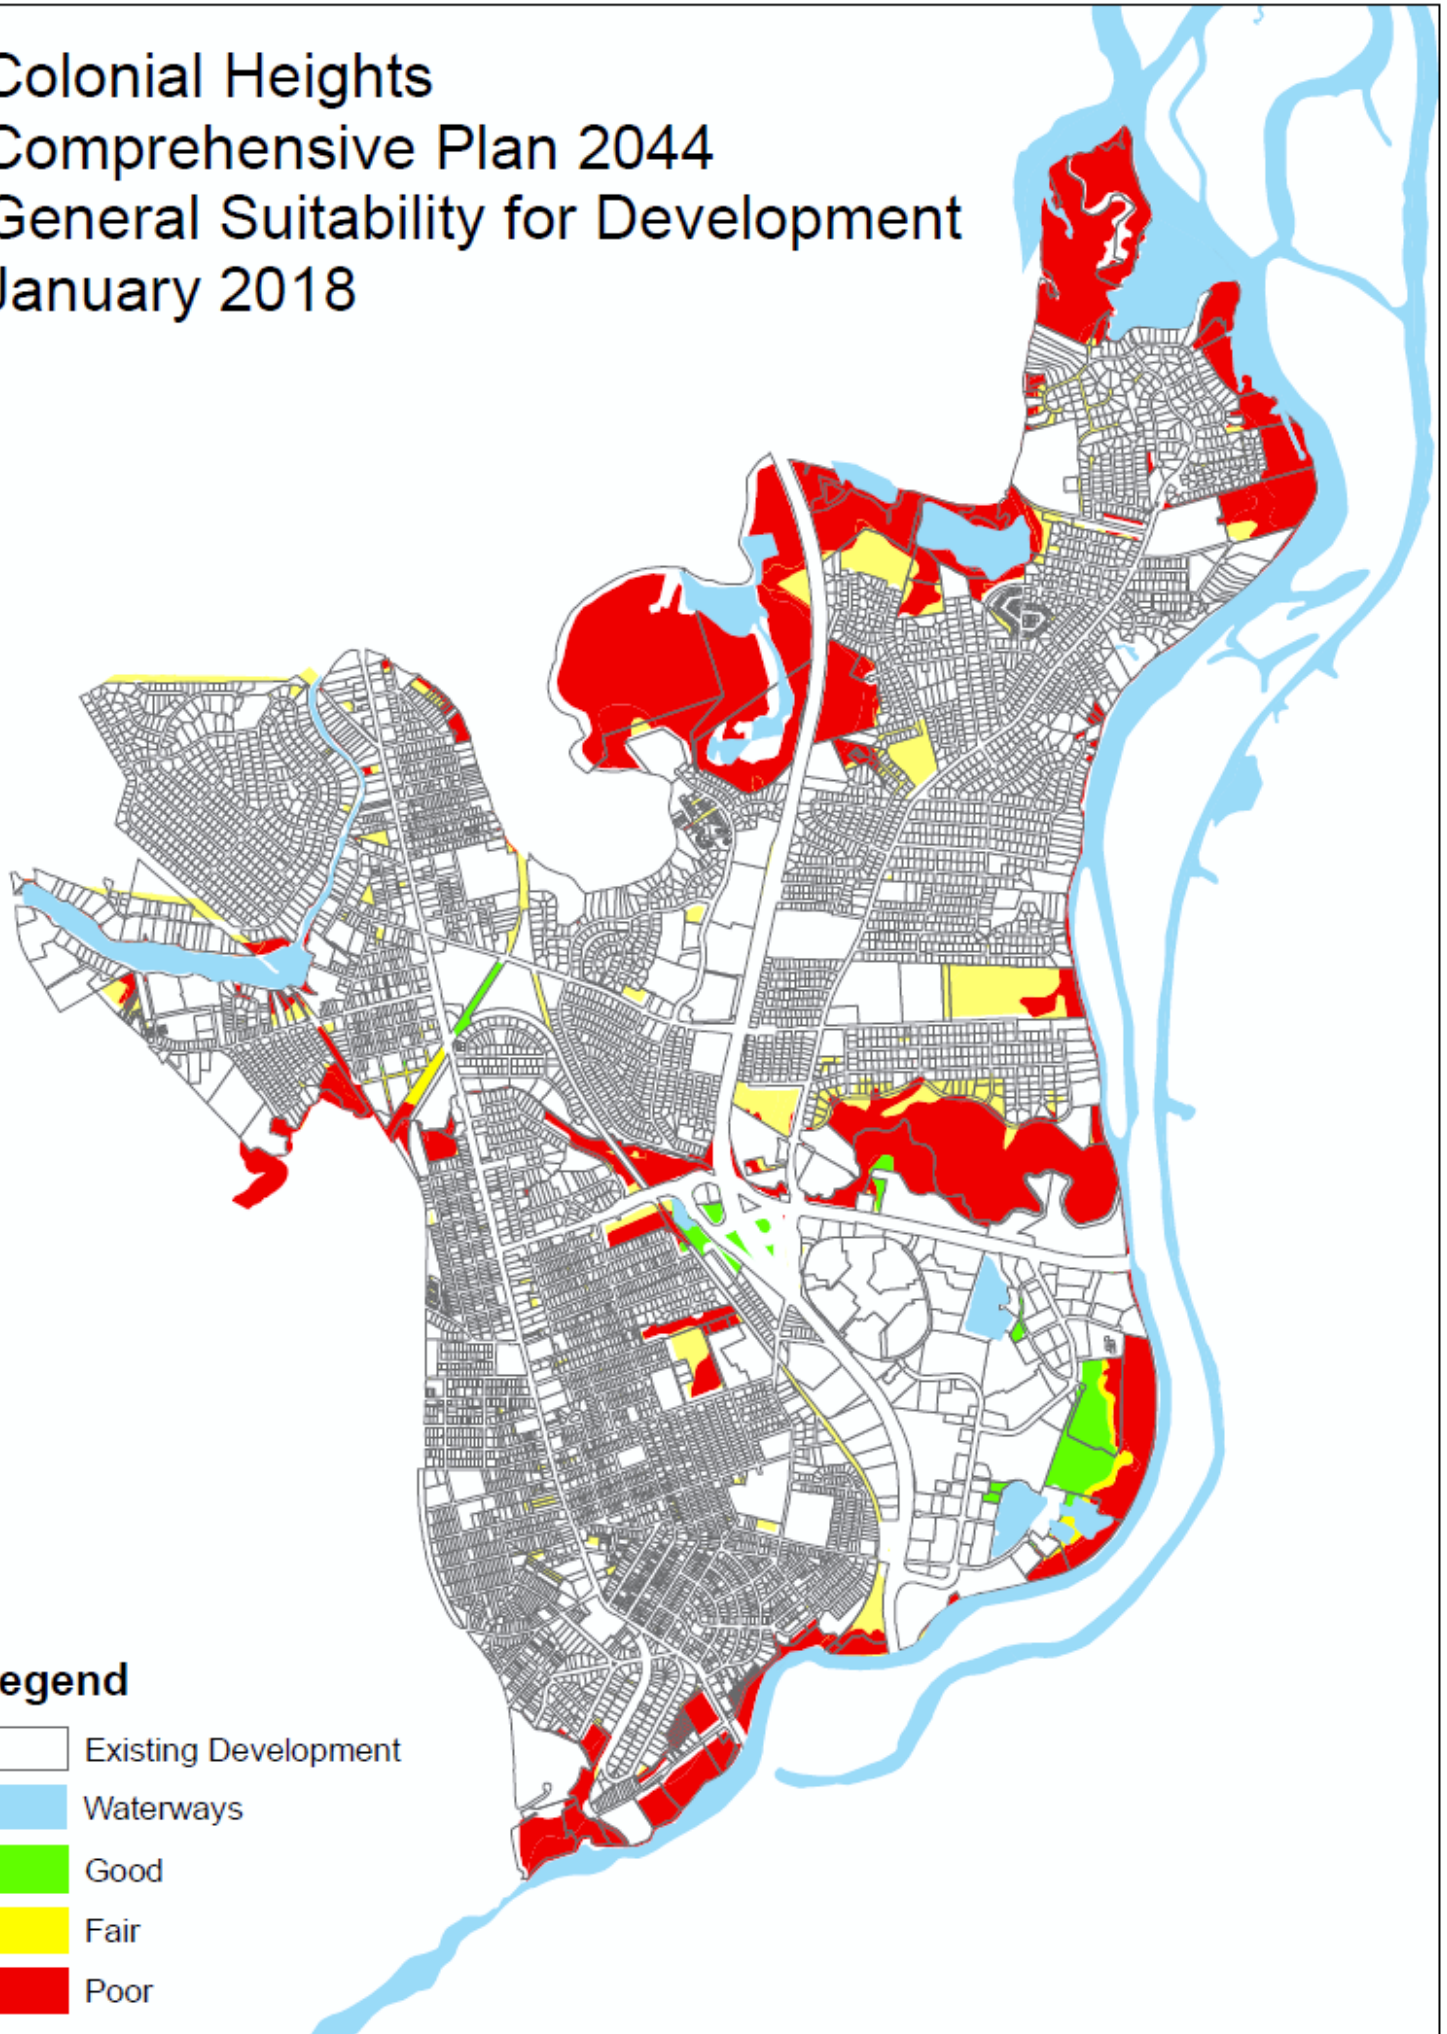 Colonial Heights
Comprehensive Plan 2044
General Suitability for Development
January 2018
egend
Existing Development
Waterways
Good
Fair
Poor